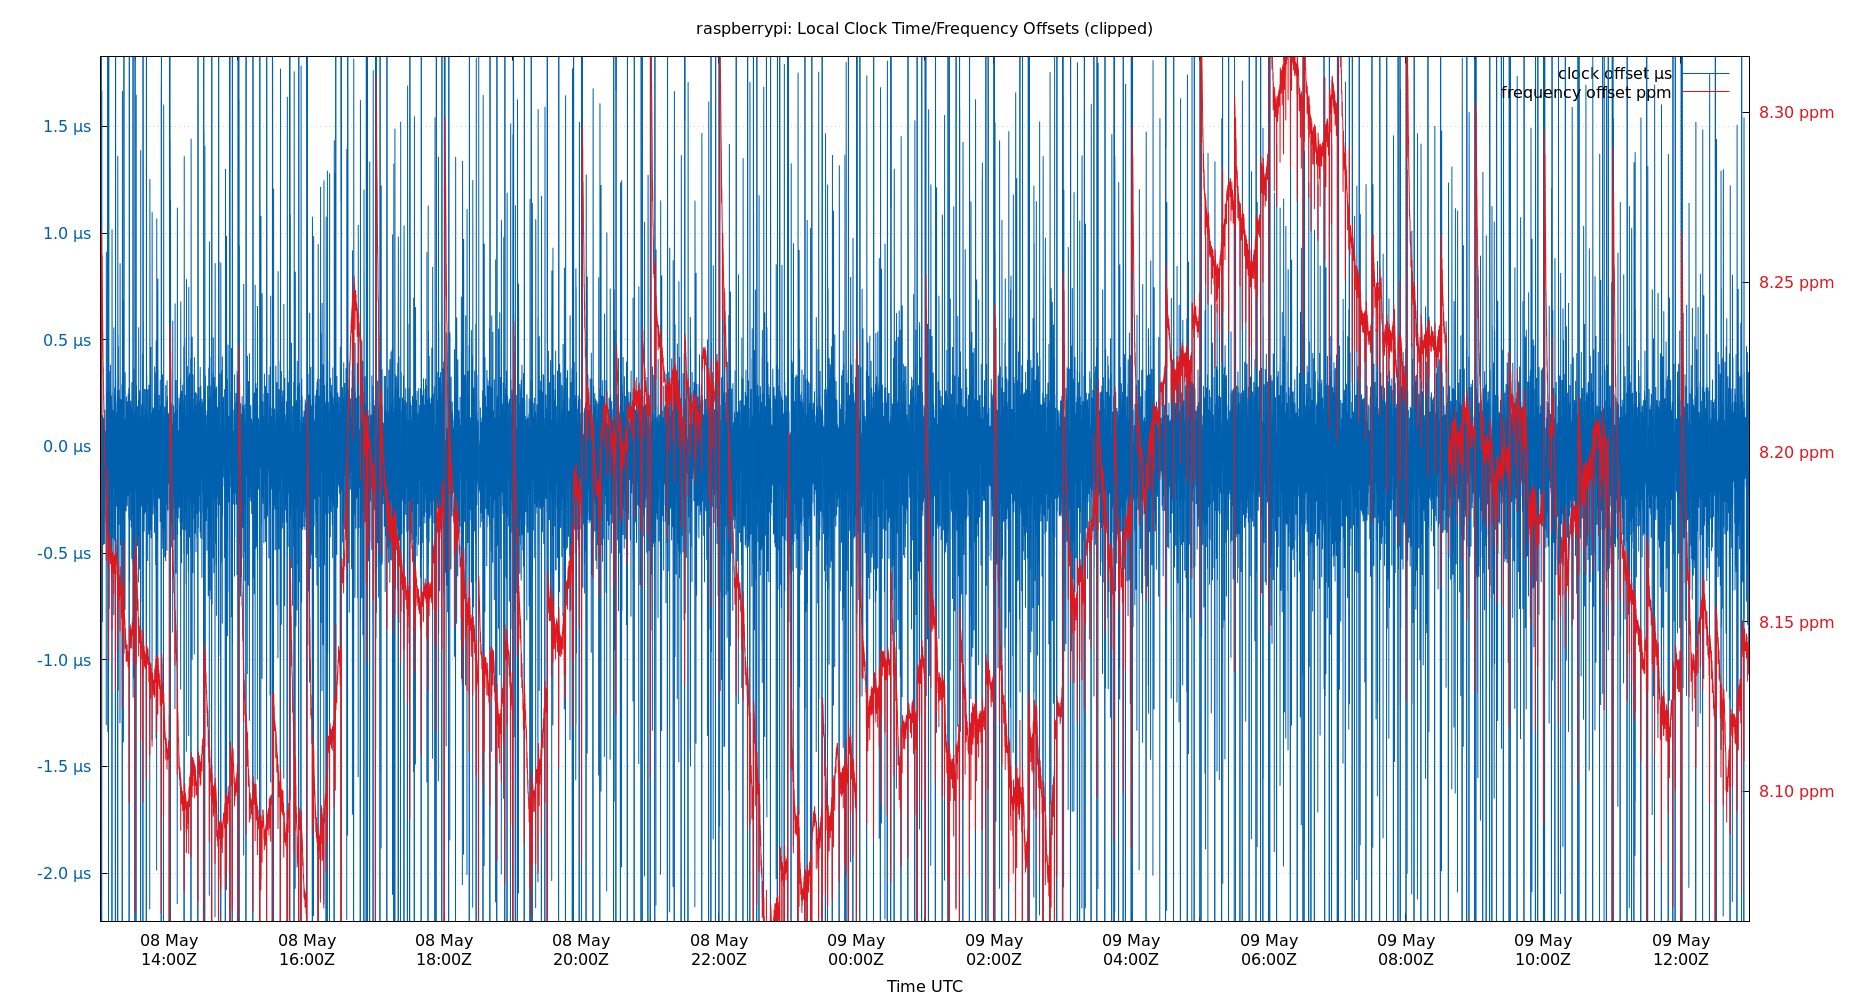 raspberrypi: Local Clock Time/Frequency Offsets (clipped)
clock offset µs
frequency offset ppm
1.5 µs
1.0 µs
0.5 µs
0.0 µs
-0.5 µs
-1.0 µs
-1.5 µs
-2.0 µs
8.30 ppm
8.25 ppm
8.20 ppm
8.15 ppm
8.10 ppm
08 May
14:00Z
08 May
16:00Z
08 May
18:00Z
08 May
20:00Z
08 May
22:00Z
09 May
00:00Z
09 May
02:00Z
09 May
04:00Z
09 May
06:00Z
09 May
08:00Z
09 May
10:00Z
09 May
12:00Z
Time UTC